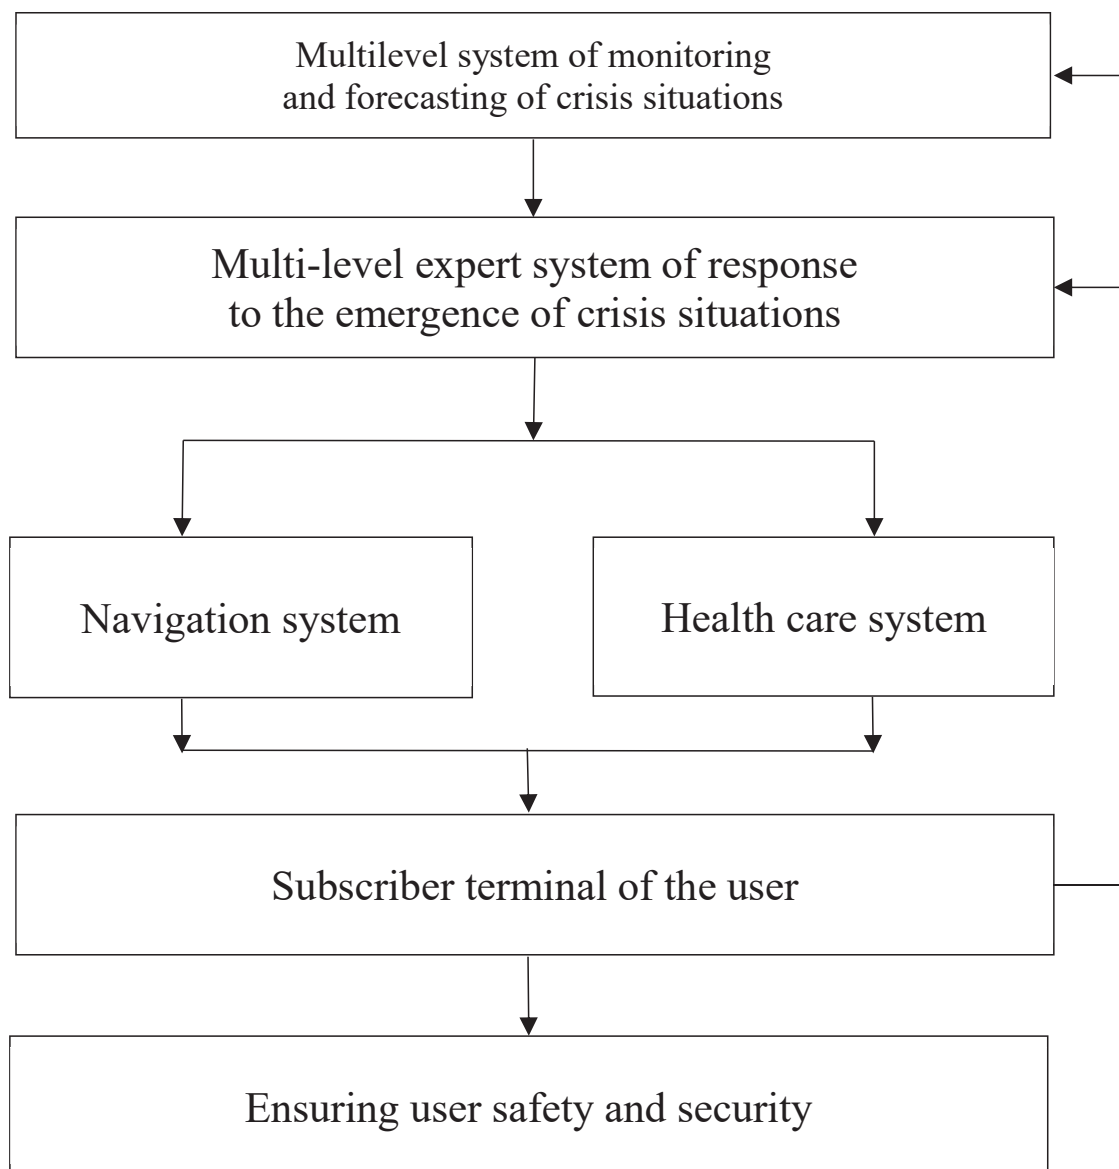 Multilevel system of monitoring
and forecasting of crisis situations
Multi-level expert system of response
to the emergence of crisis situations
Navigation system
Health care system
Subscriber terminal of the user
Ensuring user safety and security